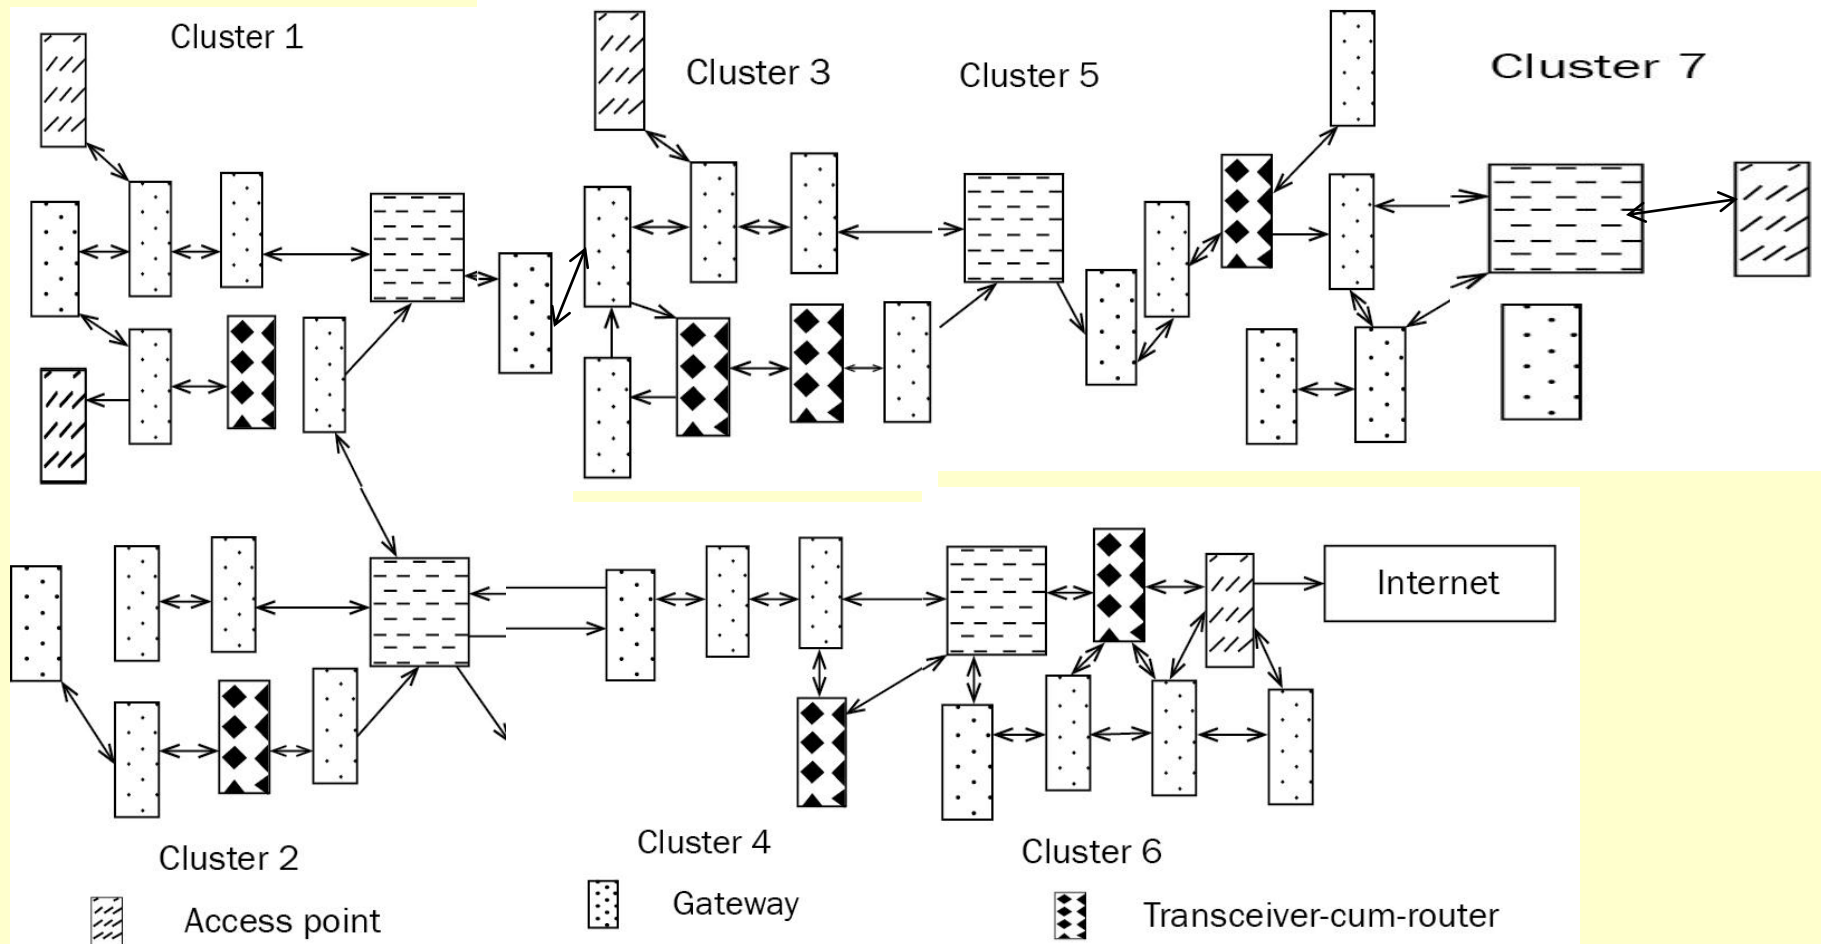 Cluster 1
Cluster 3
Cluster 5
Cluster 7
Internet
Cluster 2
Cluster 4
Cluster 6
Access point
Gateway
Transceiver-cum-router